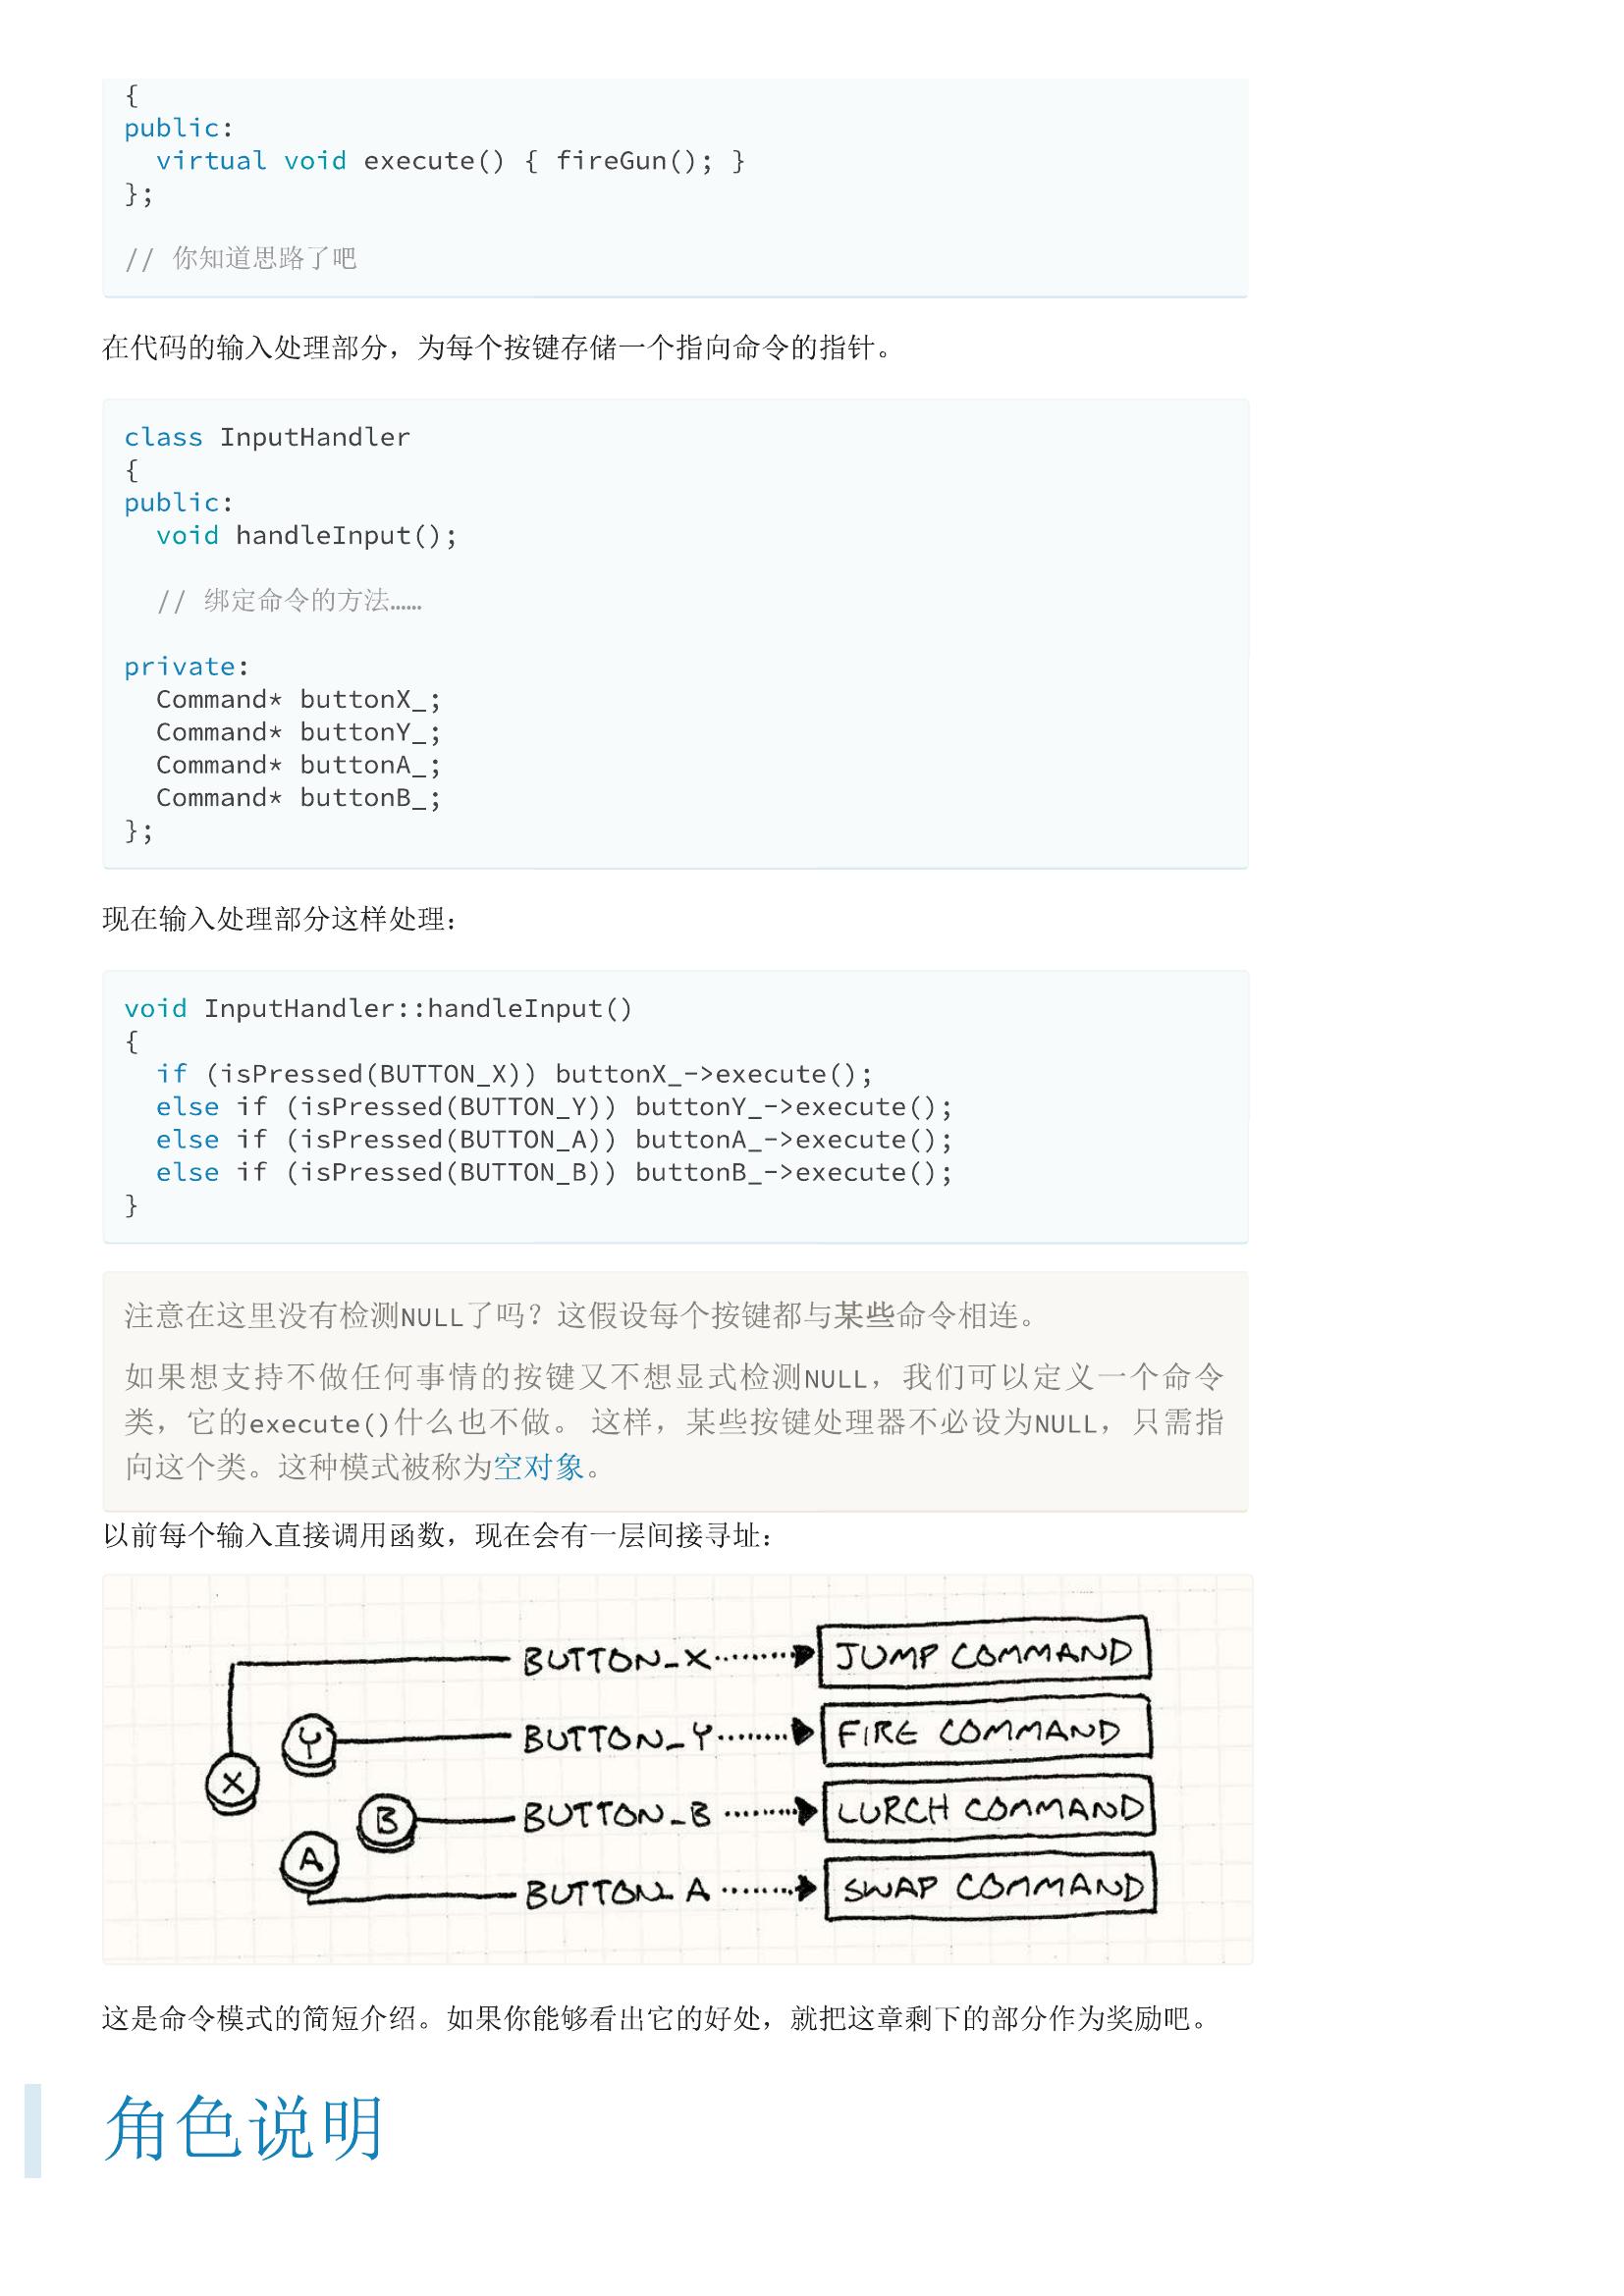 {
public:
  virtual void execute() { fireGun(); }
};
// 你知道思路了吧
在代码的输入处理部分，为每个按键存储一个指向命令的指针。
class InputHandler
{
public:
  void handleInput();
  // 绑定命令的方法……
private:
  Command* buttonX_;
  Command* buttonY_;
  Command* buttonA_;
  Command* buttonB_;
};
现在输入处理部分这样处理：
void InputHandler::handleInput()
{
  if (isPressed(BUTTON_X)) buttonX_->execute();
  else if (isPressed(BUTTON_Y)) buttonY_->execute();
  else if (isPressed(BUTTON_A)) buttonA_->execute();
  else if (isPressed(BUTTON_B)) buttonB_->execute();
}
注意在这里没有检测NULL了吗？这假设每个按键都与某些命令相连。
如果想支持不做任何事情的按键又不想显式检测NULL，我们可以定义一个命令
类，它的execute()什么也不做。 这样，某些按键处理器不必设为NULL，只需指
向这个类。这种模式被称为空对象。
以前每个输入直接调用函数，现在会有一层间接寻址：
BUTTON_X JUMP COMMAND
Y BUTTON_Y FIRE COMMAND
X
B BUTTON_B LURCH COMMAND
A BUTTON_A SWAP COMMAND
这是命令模式的简短介绍。如果你能够看出它的好处，就把这章剩下的部分作为奖励吧。
角色说明